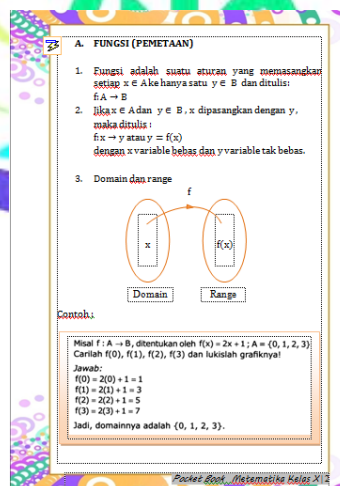 A. FUNGSI (PEMETAAN)
1. Fungsi adalah suatu aturan yang memasangkan
setiap x ∈ A ke hanya satu y ∈ B dan ditulis:
f: A → B
2. Jika x ∈ A dan y ∈ B, x dipasangkan dengan y,
maka ditulis :
f: x → y atau y = f(x)
dengan x variable bebas dan y variable tak bebas.
3. Domain dan range
f
x f(x)
Domain Range
Contoh :
Misal f : A → B, ditentukan oleh f(x) = 2x + 1 ; A = {0, 1, 2, 3}
Carilah f(0), f(1), f(2), f(3) dan lukislah grafiknya!
Jawab:
f(0) = 2(0) + 1 = 1
f(1) = 2(1) + 1 = 3
f(2) = 2(2) + 1 = 5
f(3) = 2(3) + 1 = 7
Jadi, domainnya adalah {0, 1, 2, 3}.
Pocket Book Metematika Kelas X